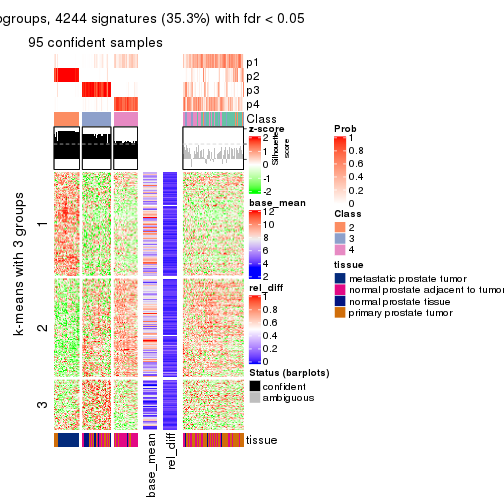 ogroups, 4244 signatures (35.3%) with fdr < 0.05
95 confident samples
p1
p2
p3
p4
Class
Silhouette
score
1
2
3
k-means with 3 groups
base_mean
rel_diff
tissue
z-score
2
1
0
-1
-2
base_mean
12
10
8
6
4
2
rel_diff
1
0.8
0.6
0.4
0.2
0
Status (barplots)
confident
ambiguous
Prob
1
0.8
0.6
0.4
0.2
0
Class
2
3
4
tissue
metastatic prostate tumor
normal prostate adjacent to tumor
normal prostate tissue
primary prostate tumor